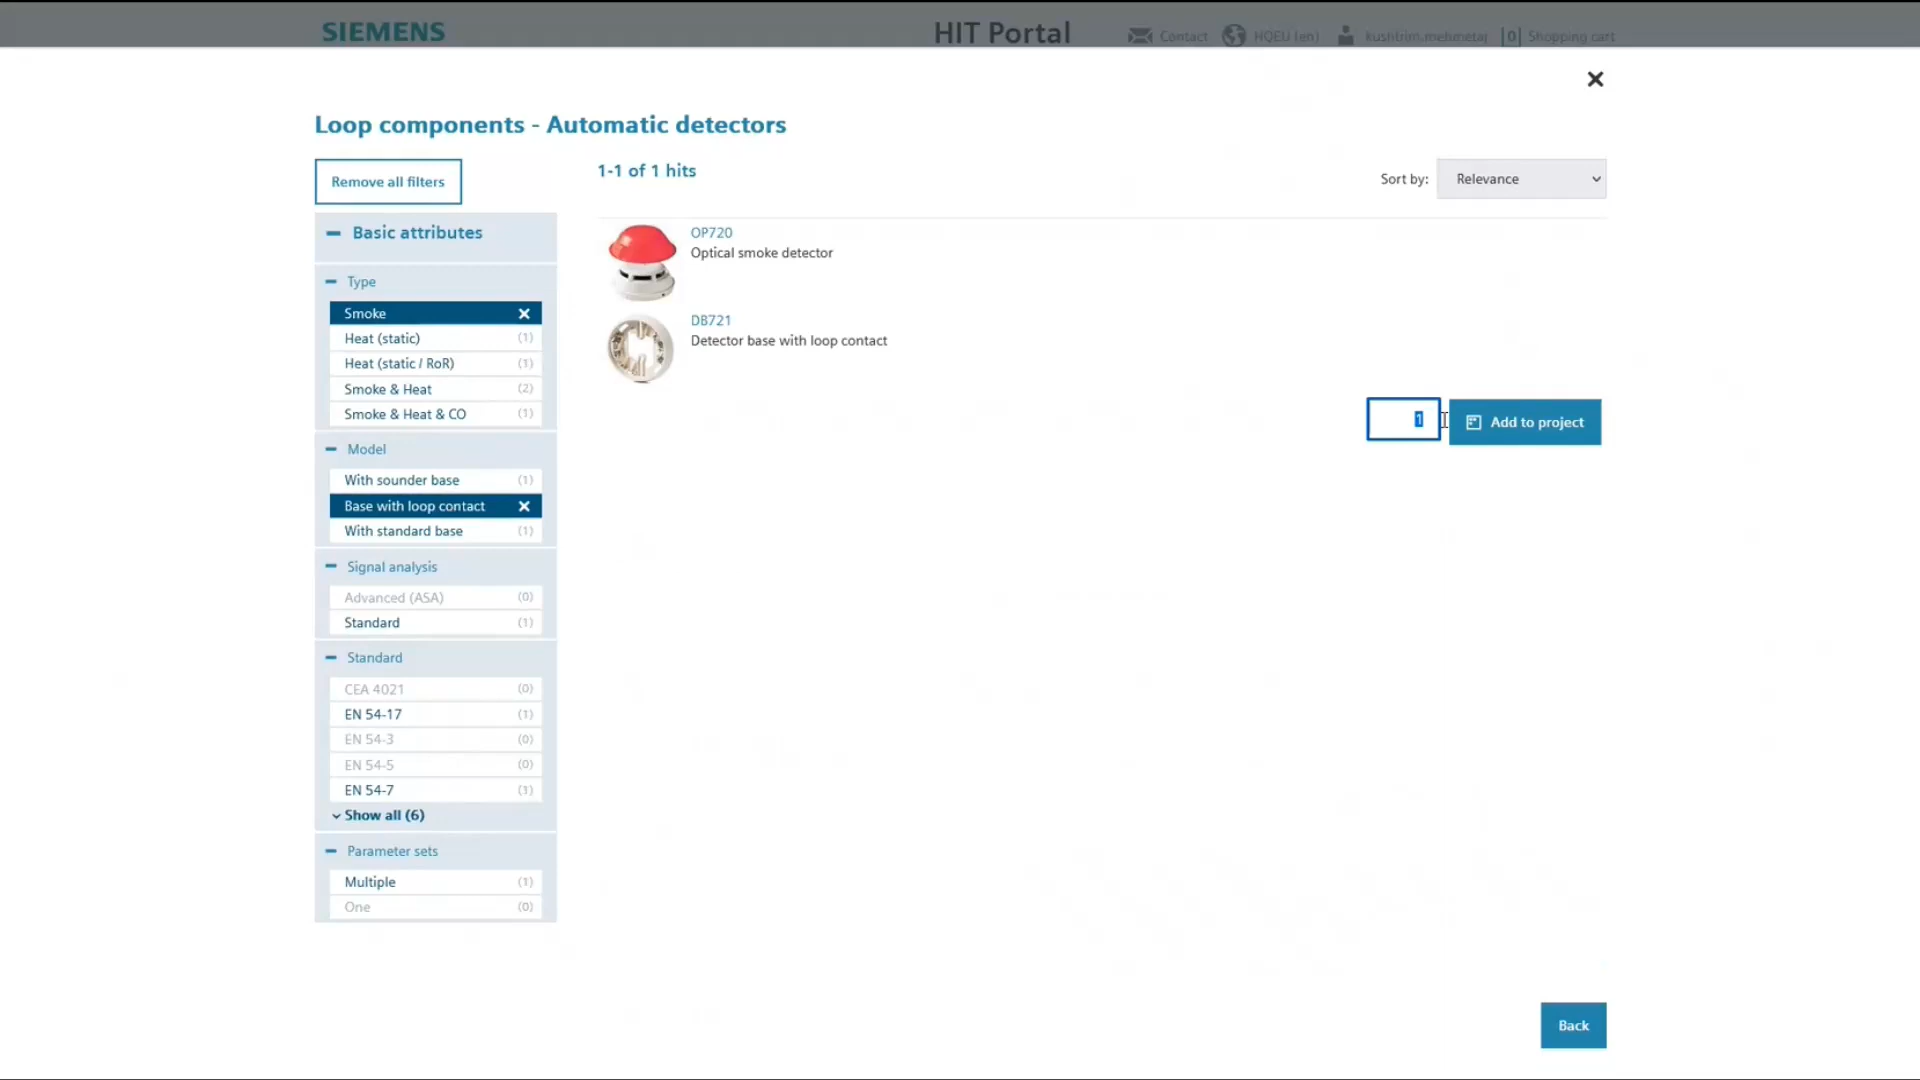 SIEMENS
HIT Portal
Contact
HQEU (en)
kushtrim.mehmetaj
0
Shopping cart
Loop components - Automatic detectors
Remove all filters
1-1 of 1 hits
Sort by:
Relevance
Basic attributes
Type
Smoke
Heat (static) (1)
Heat (static / RoR) (1)
Smoke & Heat (2)
Smoke & Heat & CO (1)
Model
With sounder base (1)
Base with loop contact
With standard base (1)
Signal analysis
Advanced (ASA) (0)
Standard (1)
Standard
CEA 4021 (0)
EN 54-17 (1)
EN 54-3 (0)
EN 54-5 (0)
EN 54-7 (1)
Show all (6)
Parameter sets
Multiple (1)
One (0)
OP720
Optical smoke detector
DB721
Detector base with loop contact
1
Add to project
Back